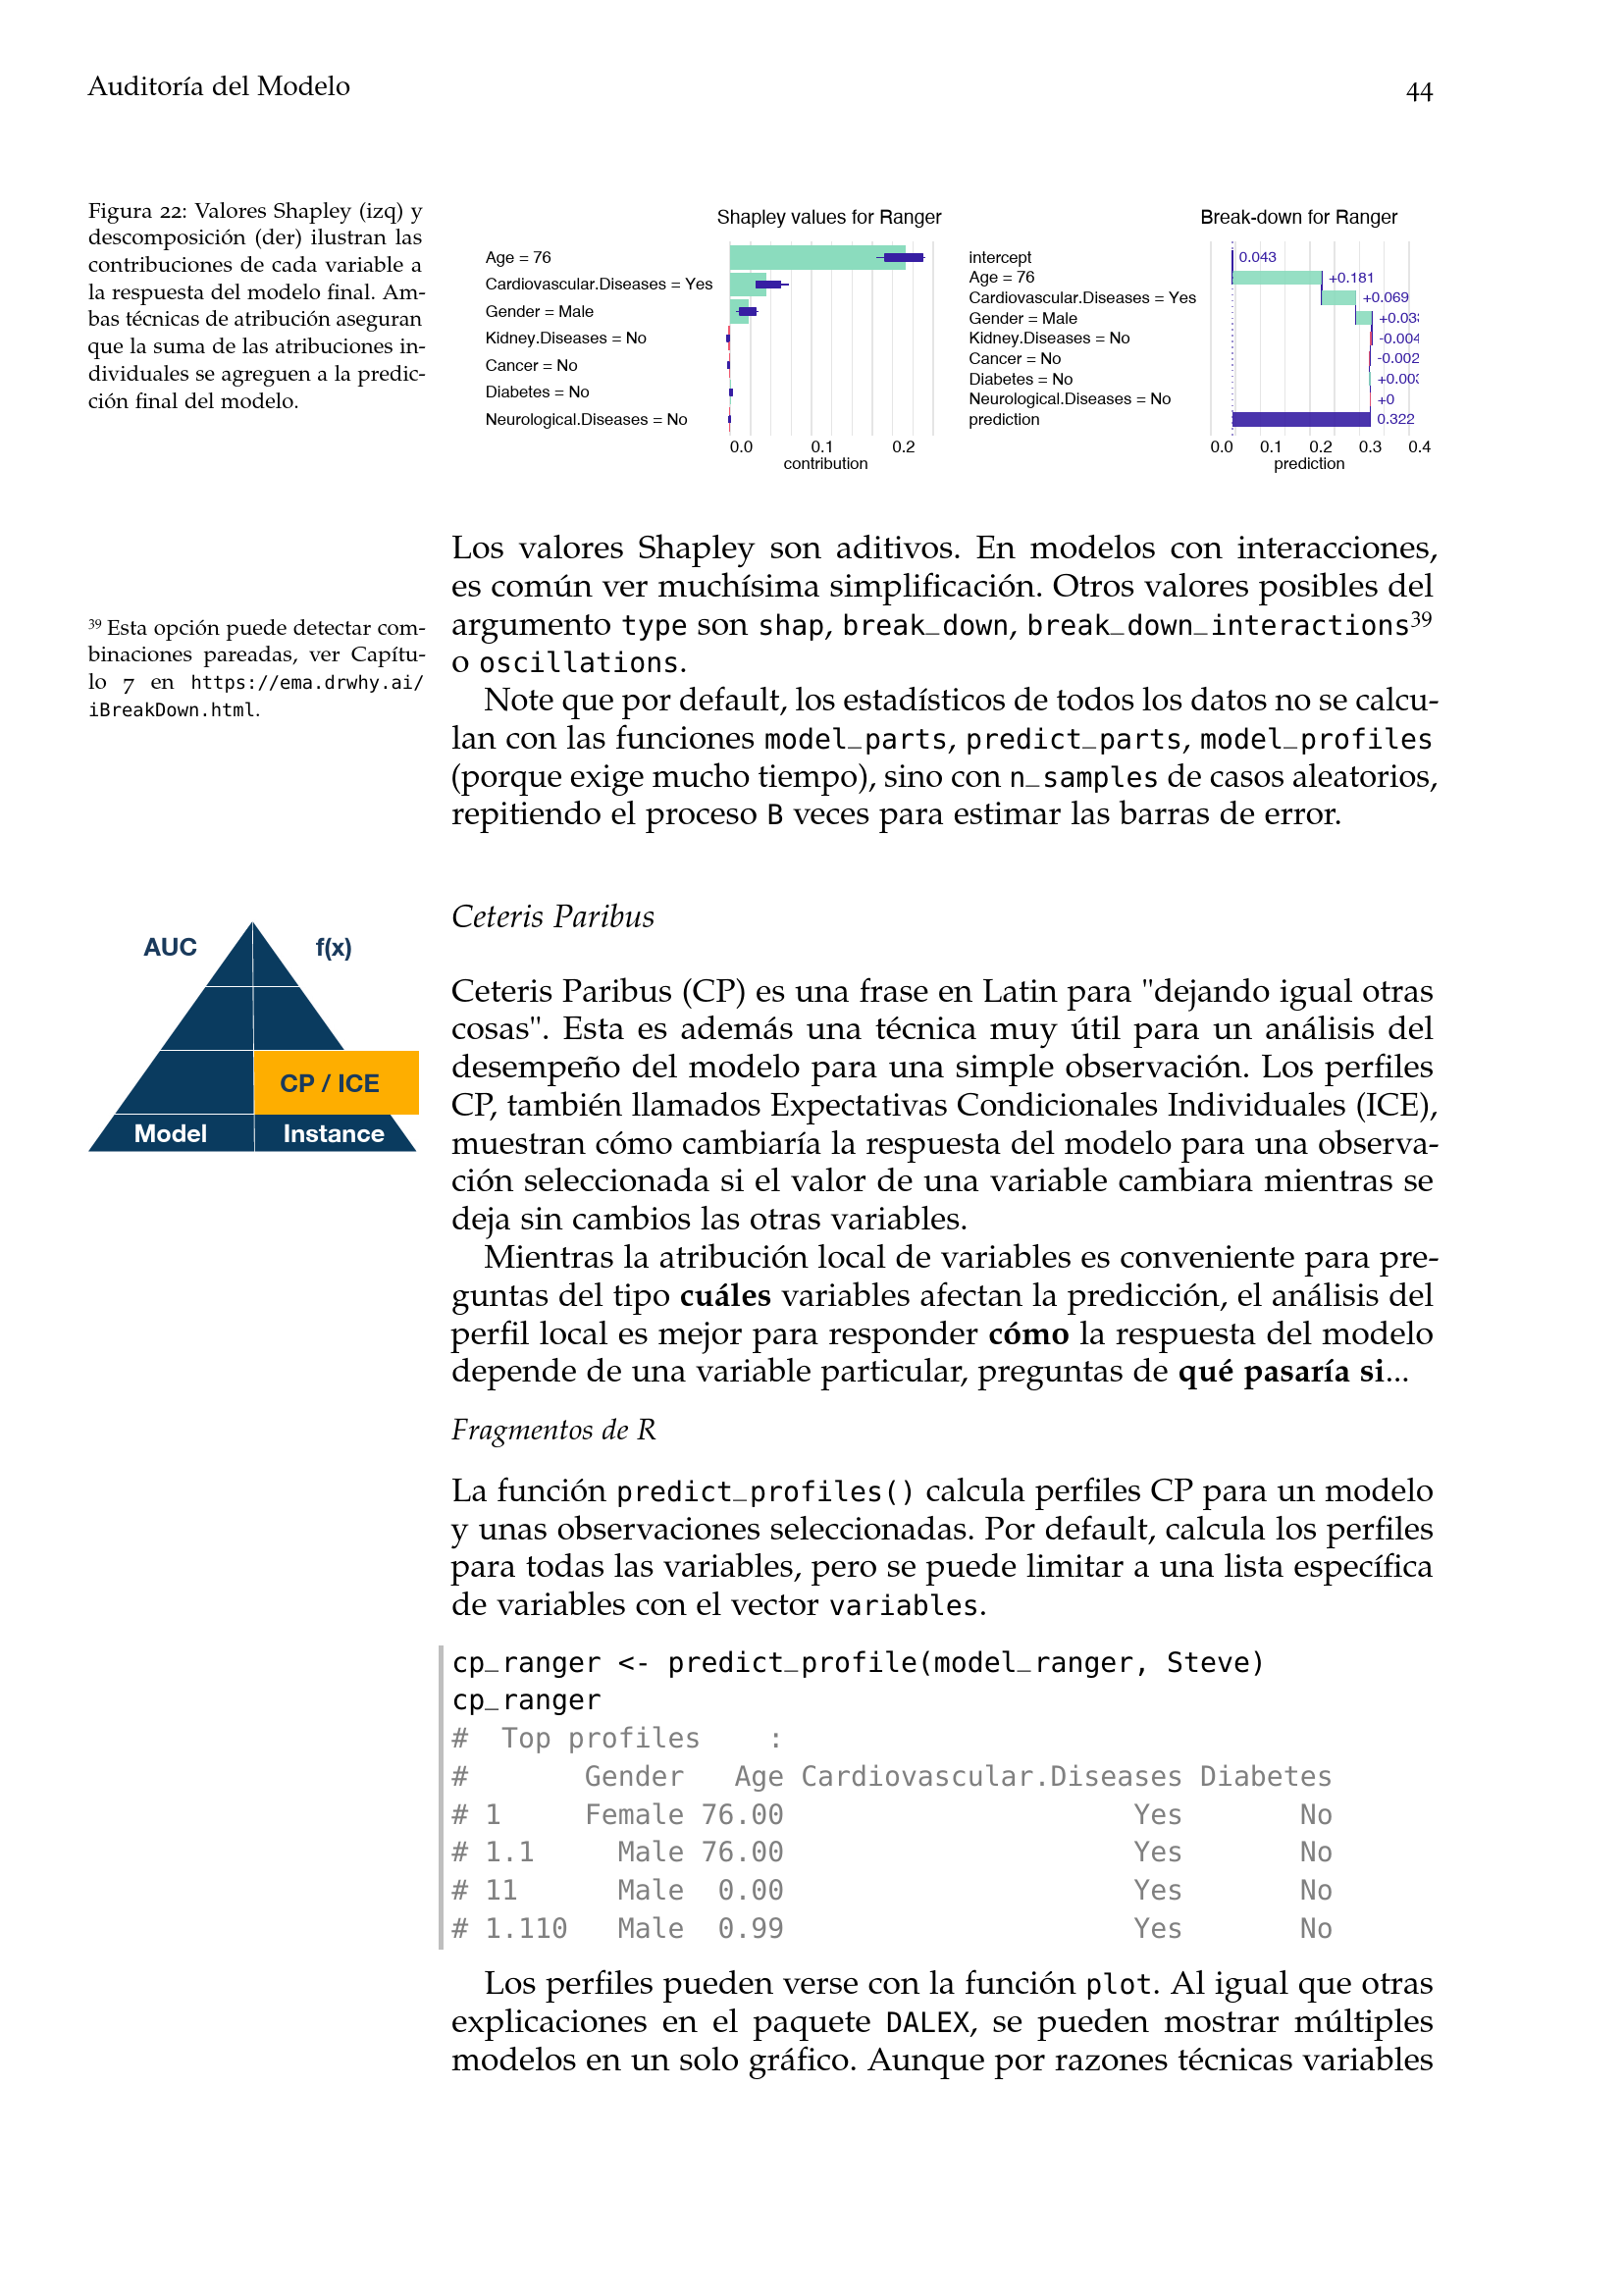 Auditoría del Modelo
44
Figura 22: Valores Shapley (izq) y
descomposición (der) ilustran las
contribuciones de cada variable a
la respuesta del modelo final. Am-
bas técnicas de atribución aseguran
que la suma de las atribuciones in-
dividuales se agreguen a la predic-
ción final del modelo.
Shapley values for Ranger
Age = 76
Cardiovascular.Diseases = Yes
Gender = Male
Kidney.Diseases = No
Cancer = No
Diabetes = No
Neurological.Diseases = No
0.0 0.1 0.2
contribution
Break-down for Ranger
intercept 0.043
Age = 76 +0.181
Cardiovascular.Diseases = Yes +0.069
Gender = Male
Kidney.Diseases = No -0.004
Cancer = No -0.002
Diabetes = No
Neurological.Diseases = No +0
prediction 0.322
0.0 0.1 0.2 0.3 0.4
prediction
Los valores Shapley son aditivos. En modelos con interacciones,
es común ver muchísima simplificación. Otros valores posibles del
argumento type son shap, break_down, break_down_interactions39
o oscillations.
39 Esta opción puede detectar com-
binaciones pareadas, ver Capítu-
lo 7 en https://ema.drwhy.ai/
iBreakDown.html.
Note que por default, los estadísticos de todos los datos no se calcu-
lan con las funciones model_parts, predict_parts, model_profiles
(porque exige mucho tiempo), sino con n_samples de casos aleatorios,
repitiendo el proceso B veces para estimar las barras de error.
Ceteris Paribus
AUC f(x)
CP / ICE
Model Instance
Ceteris Paribus (CP) es una frase en Latin para "dejando igual otras
cosas". Esta es además una técnica muy útil para un análisis del
desempeño del modelo para una simple observación. Los perfiles
CP, también llamados Expectativas Condicionales Individuales (ICE),
muestran cómo cambiaría la respuesta del modelo para una observa-
ción seleccionada si el valor de una variable cambiara mientras se
deja sin cambios las otras variables.
Mientras la atribución local de variables es conveniente para pre-
guntas del tipo cuáles variables afectan la predicción, el análisis del
perfil local es mejor para responder cómo la respuesta del modelo
depende de una variable particular, preguntas de qué pasaría si...
Fragmentos de R
La función predict_profiles() calcula perfiles CP para un modelo
y unas observaciones seleccionadas. Por default, calcula los perfiles
para todas las variables, pero se puede limitar a una lista específica
de variables con el vector variables.
cp_ranger <- predict_profile(model_ranger, Steve)
cp_ranger
#  Top profiles    :
#       Gender   Age Cardiovascular.Diseases Diabetes
# 1     Female 76.00                     Yes       No
# 1.1     Male 76.00                     Yes       No
# 11      Male  0.00                     Yes       No
# 1.110   Male  0.99                     Yes       No
Los perfiles pueden verse con la función plot. Al igual que otras
explicaciones en el paquete DALEX, se pueden mostrar múltiples
modelos en un solo gráfico. Aunque por razones técnicas variables